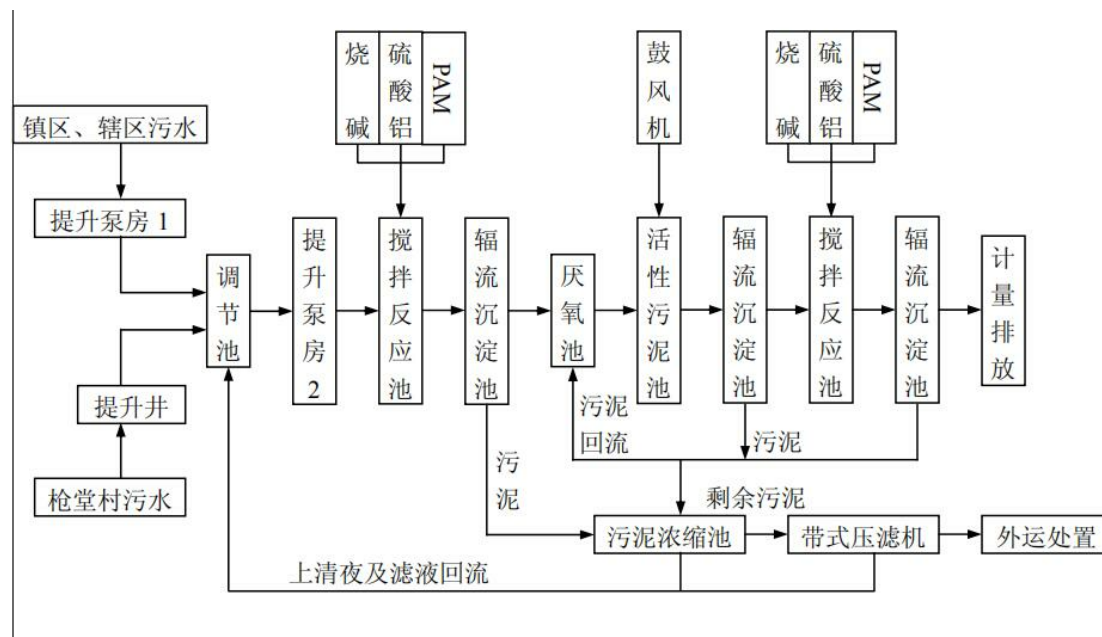 烧碱
硫酸铝
PAM
鼓风机
烧碱
硫酸铝
PAM
镇区、辖区污水
提升泵房 1
调节池
提升泵房 2
搅拌反应池
辐流沉淀池
厌氧池
活性污泥池
辐流沉淀池
搅拌反应池
辐流沉淀池
计量排放
提升井
枪堂村污水
污泥
污泥
回流
污泥
剩余污泥
污泥浓缩池
带式压滤机
外运处置
上清夜及滤液回流